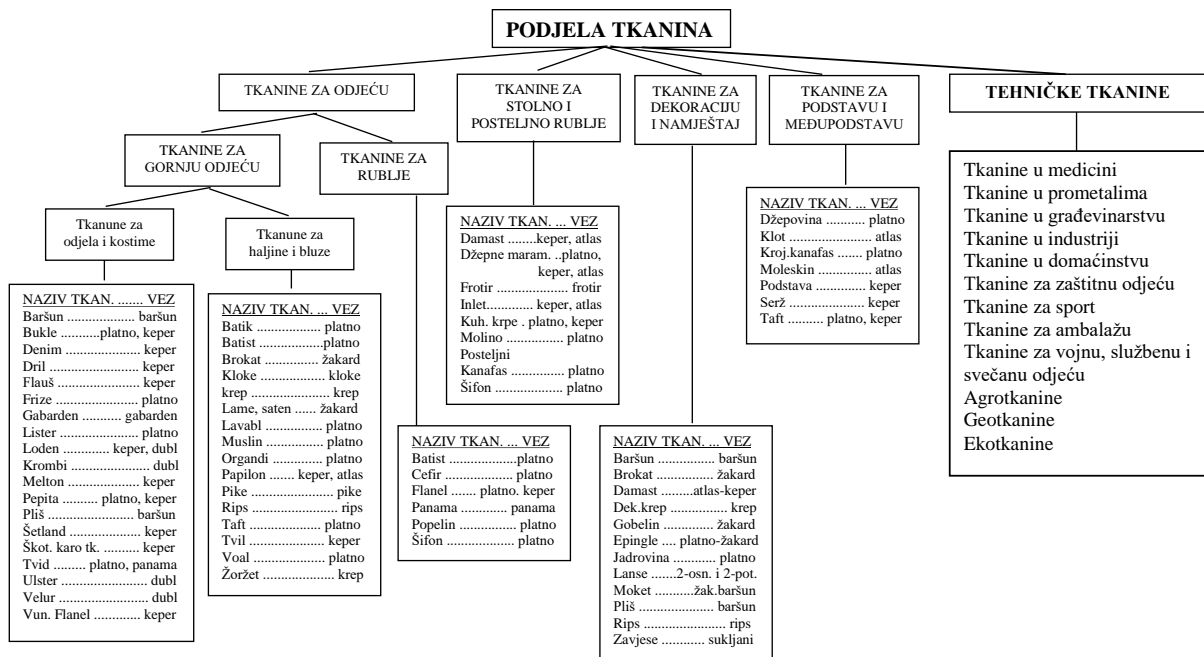 PODJELA TKANINA
TKANINE ZA ODJEĆU
TKANINE ZA
STOLNO I
POSTELJNO RUBLJE
TKANINE ZA
DEKORACIJU
I NAMJEŠTAJ
TKANINE ZA
PODSTAVU I
MEĐUPODSTAVU
TEHNIČKE TKANINE
TKANINE ZA
GORNJU ODJEĆU
TKANINE ZA
RUBLJE
Tkanune za
odjela i kostime
Tkanune za
haljine i bluze
NAZIV TKAN. ....... VEZ
Baršun ................ baršun
Bukle ...........platno, keper
Denim .................. keper
Dril ....................... keper
Flauš .................... keper
Frize ..................... platno
Gabarden ........... gabarden
Lister ................... platno
Loden ......... keper, dubl
Krombi .................. dubl
Melton .................. keper
Pepita .......... platno, keper
Pliš ...................... baršun
Šetland ................. keper
Škot. karo tk. .......... keper
Tvid ......... platno, panama
Ulster ..................... dubl
Velur ...................... dubl
Vun. Flanel ............. keper
NAZIV TKAN. ... VEZ
Batik .................. platno
Batist ...................platno
Brokat ................ žakard
Kloke ................... kloke
krep ....................... krep
Lame, saten ...... žakard
Lavabl ................ platno
Muslin ................ platno
Organdi .............. platno
Papilon ....... keper, atlas
Pike ....................... pike
Rips ........................ rips
Taft .................... platno
Tvil ..................... keper
Voal ................... platno
Žoržet .................... krep
NAZIV TKAN. ... VEZ
Batist ...................platno
Cefir .................. platno
Flanel ....... platno. keper
Panama .......... panama
Popelin .............. platno
Šifon ................... platno
NAZIV TKAN. ... VEZ
Damast ........keper, atlas
Džepne maram. ..platno,
keper, atlas
Frotir .................... frotir
Inlet............ keper, atlas
Kuh. krpe . platno, keper
Molino ................ platno
Posteljni
Kanafas ............... platno
Šifon .................... platno
NAZIV TKAN. ... VEZ
Baršun ................ baršun
Brokat ................. žakard
Damast .........atlas-keper
Dek.krep ................ krep
Gobelin ............... žakard
Epingle .... platno-žakard
Jadrovina ............. platno
Lanse .......2-osn. i 2-pot.
Moket ...........žak.baršun
Pliš ...................... baršun
Rips ........................ rips
Zavjese ............ sukljani
NAZIV TKAN. ... VEZ
Džepovina ........... platno
Klot ....................... atlas
Kroj.kanafas ....... platno
Moleskin .............. atlas
Podstava .............. keper
Serž ...................... keper
Taft .......... platno, keper
Tkanine u medicini
Tkanine u prometalima
Tkanine u građevinarstvu
Tkanine u industriji
Tkanine u domaćinstvu
Tkanine za zaštitnu odjeću
Tkanine za sport
Tkanine za ambalažu
Tkanine za vojnu, službenu i
svečanu odjeću
Agrotkanine
Geotkanine
Ekotkanine